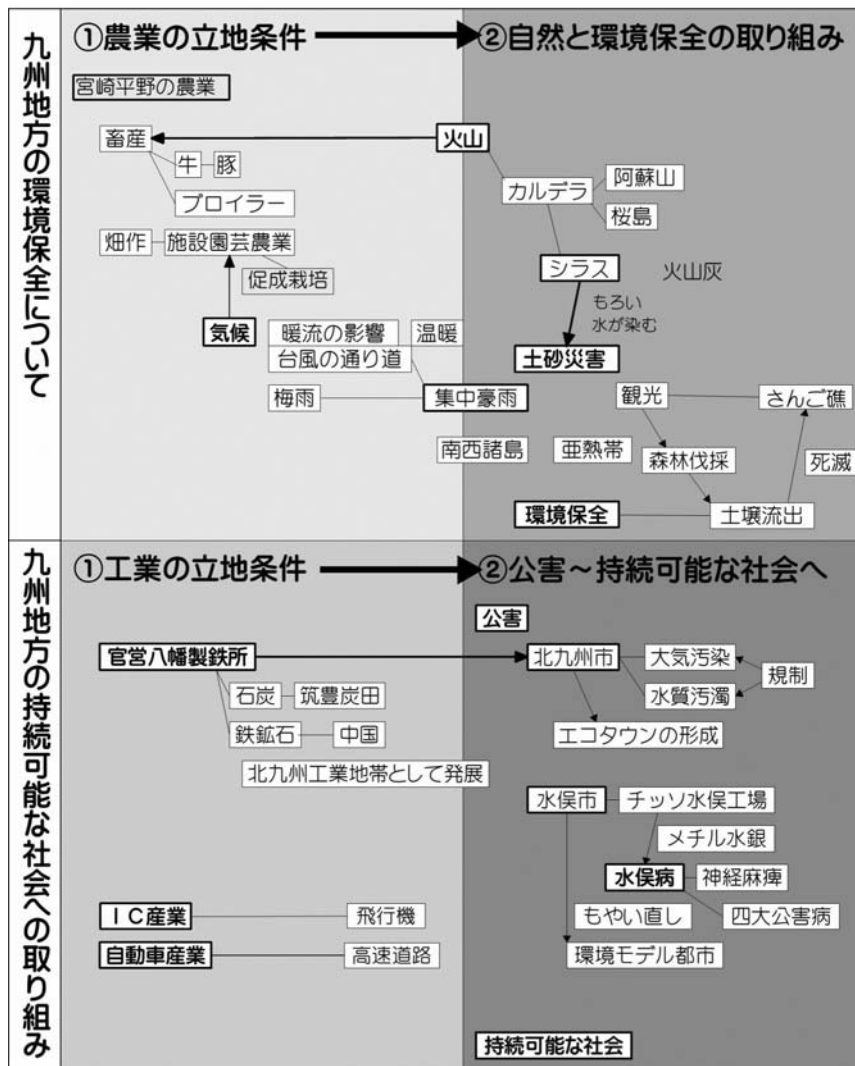 九州地方の環境保全について
①農業の立地条件
②自然と環境保全の取り組み
宮崎平野の農業
畜産
火山
牛
豚
カルデラ
阿蘇山
ブロイラー
桜島
畑作
施設園芸農業
促成栽培
シラス
火山灰
もろい
水が染む
気候
暖流の影響
温暖
台風の通り道
土砂災害
梅雨
集中豪雨
観光
さんご礁
南西諸島
亜熱帯
森林伐採
死滅
環境保全
土壌流出
九州地方の持続可能な社会への取り組み
①工業の立地条件
②公害～持続可能な社会へ
公害
官営八幡製鉄所
北九州市
大気汚染
規制
石炭
筑豊炭田
水質汚濁
鉄鉱石
中国
エコタウンの形成
北九州工業地帯として発展
水俣市
チッソ水俣工場
メチル水銀
水俣病
神経麻痺
IC産業
飛行機
もやい直し
四大公害病
自動車産業
高速道路
環境モデル都市
持続可能な社会